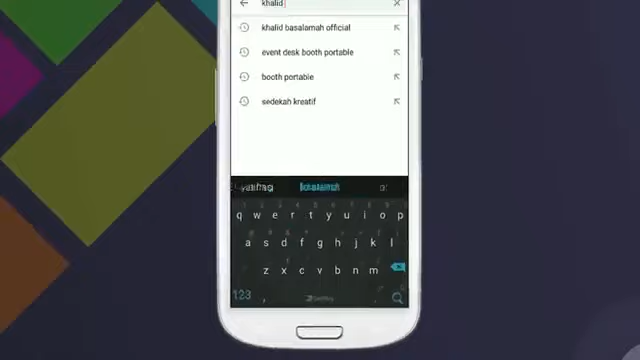 khalid
khalid basalamah official
event desk booth portable
booth portable
sedekah kreatif
q w e r t y u i o p
a s d f g h j k l
z x c v b n m
123 ,